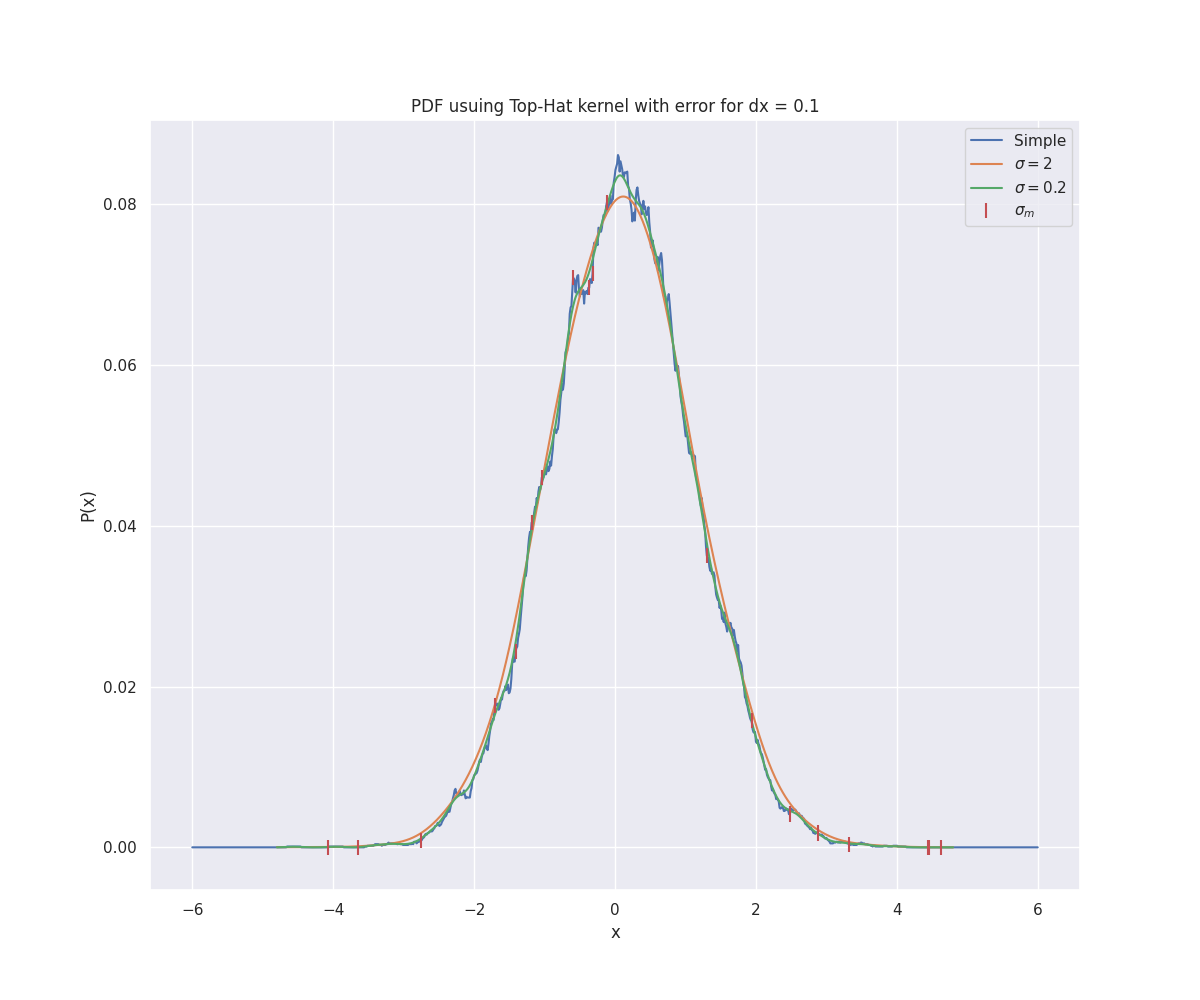 PDF usuing Top-Hat kernel with error for dx = 0.1
Simple
σ = 2
σ = 0.2
σm
0.08
0.06
0.04
0.02
0.00
P(x)
−6 −4 −2 0 2 4 6
x